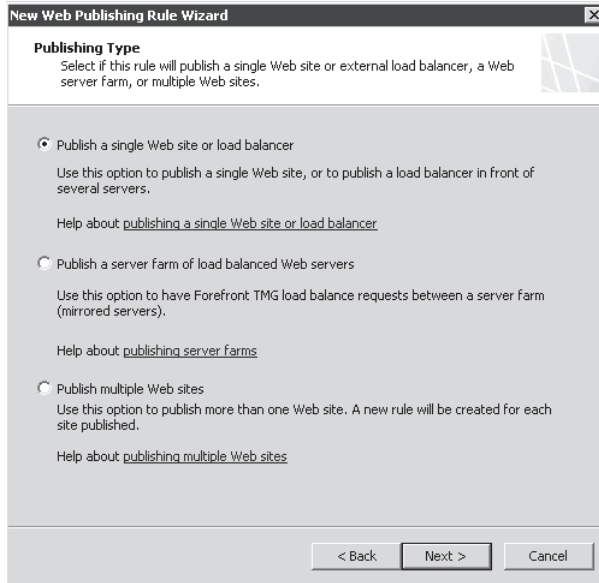 New Web Publishing Rule Wizard
Publishing Type
Select if this rule will publish a single Web site or external load balancer, a Web
server farm, or multiple Web sites.
Publish a single Web site or load balancer
Use this option to publish a single Web site, or to publish a load balancer in front of
several servers.
Help about publishing a single Web site or load balancer
Publish a server farm of load balanced Web servers
Use this option to have Forefront TMG load balance requests between a server farm
(mirrored servers).
Help about publishing server farms
Publish multiple Web sites
Use this option to publish more than one Web site. A new rule will be created for each
site published.
Help about publishing multiple Web sites
< Back Next > Cancel